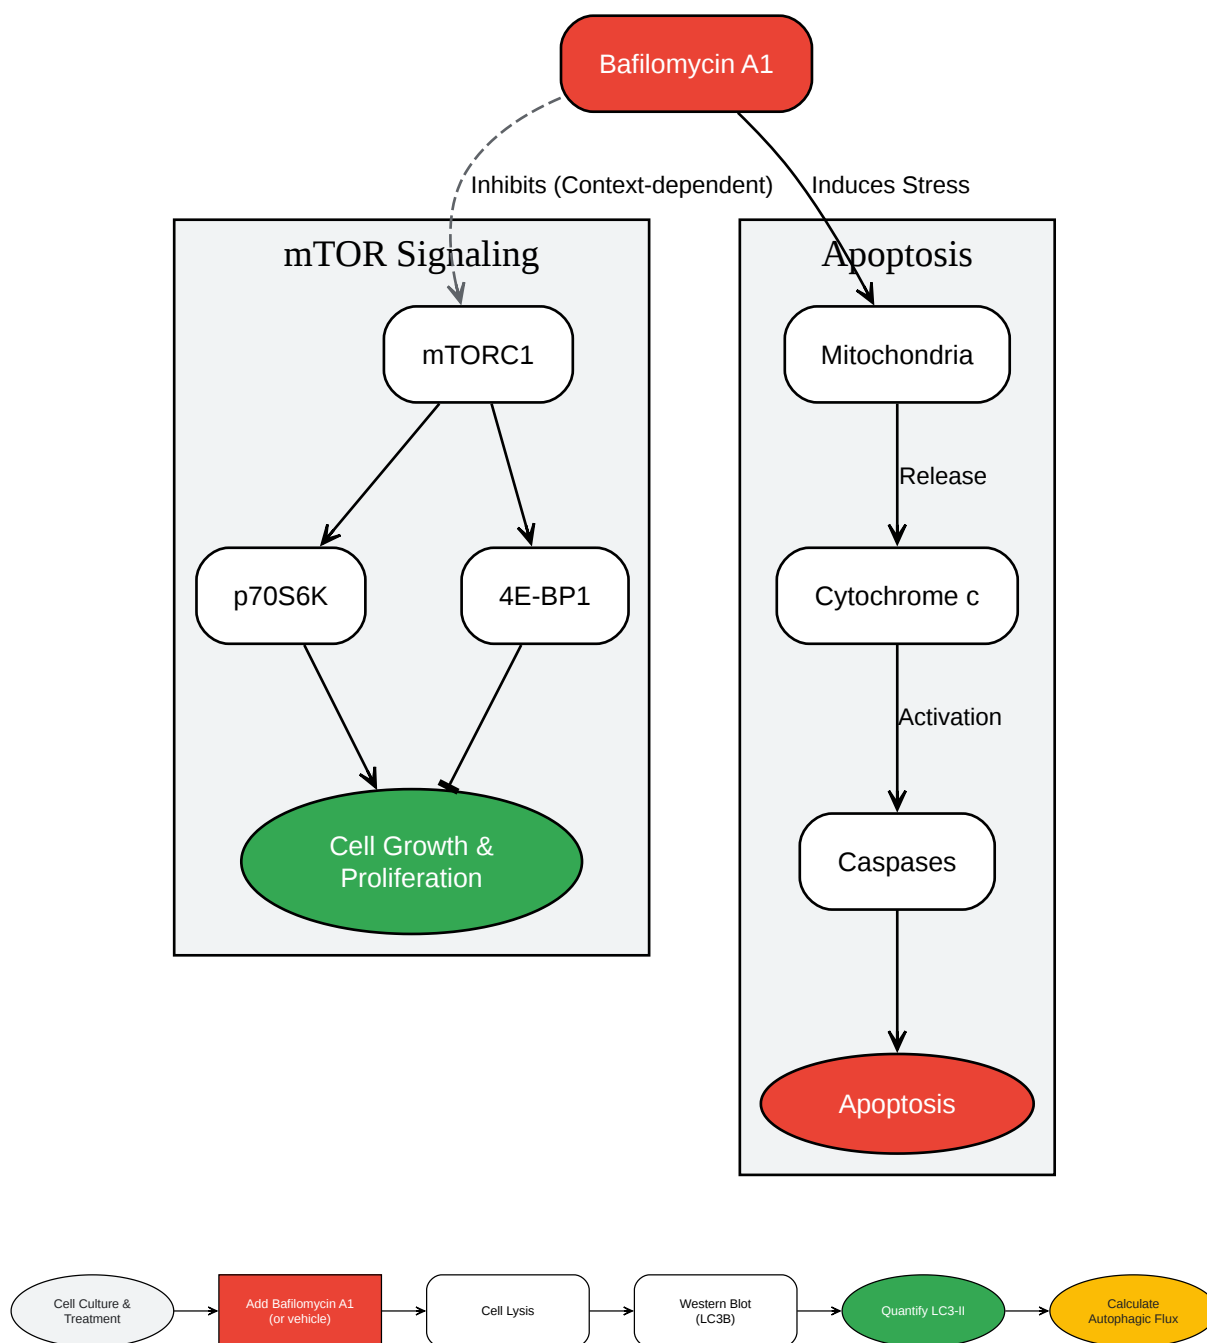 Bafilomycin A1
Inhibits (Context-dependent)
Induces Stress
mTOR Signaling
Apoptosis
mTORC1
Mitochondria
Release
p70S6K
4E-BP1
Cytochrome c
Activation
Cell Growth &
Proliferation
Caspases
Apoptosis
Cell Culture &
Treatment
Add Bafilomycin A1
(or vehicle)
Cell Lysis
Western Blot
(LC3B)
Quantify LC3-II
Calculate
Autophagic Flux